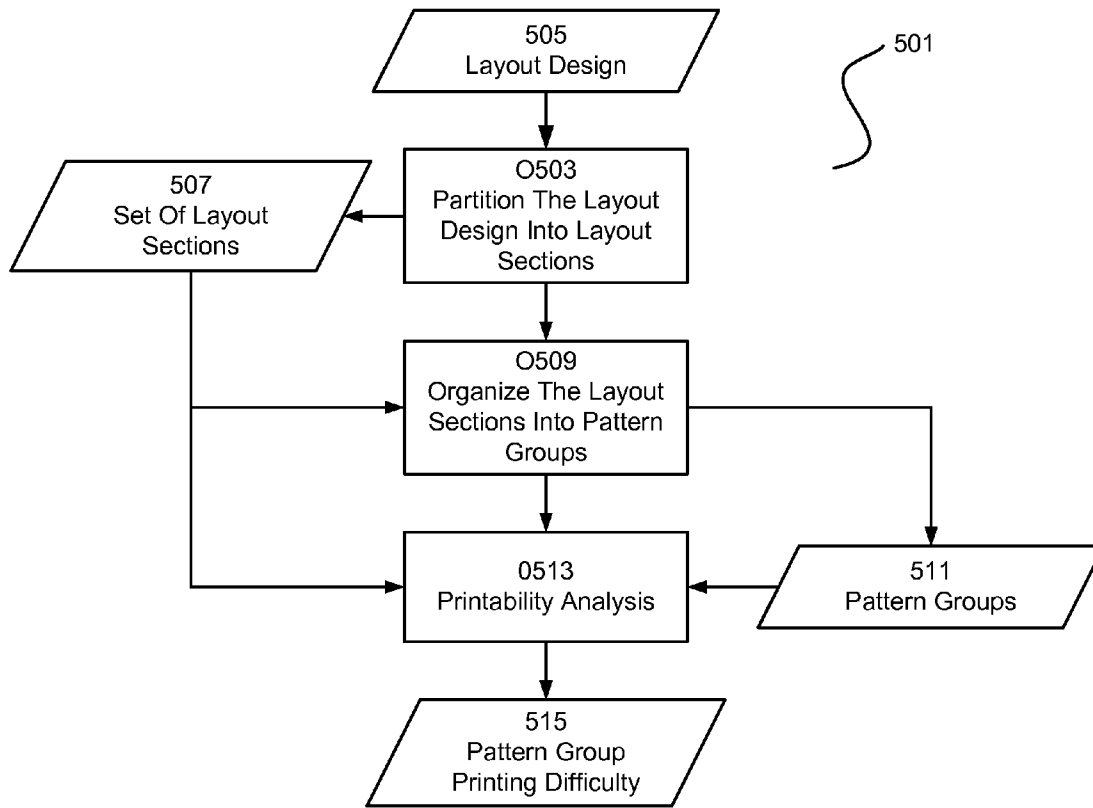 505
Layout Design
501
O503
Partition The Layout
Design Into Layout
Sections
507
Set Of Layout
Sections
O509
Organize The Layout
Sections Into Pattern
Groups
0513
Printability Analysis
511
Pattern Groups
515
Pattern Group
Printing Difficulty